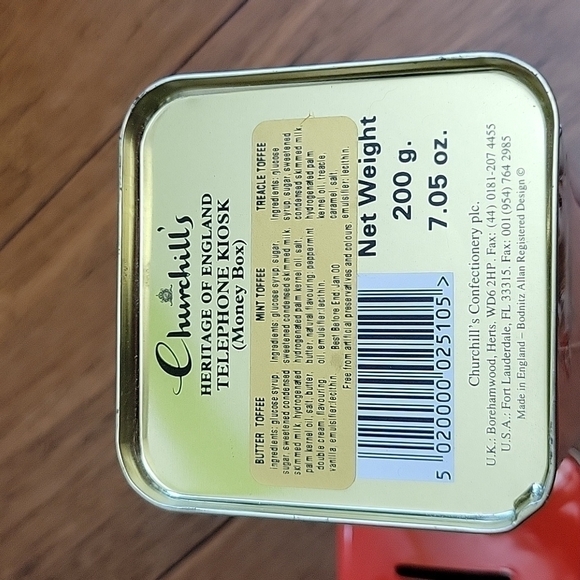 Churchill's
HERITAGE OF ENGLAND
TELEPHONE KIOSK
(Money Box)
BUTTER TOFFEE
Ingredients: glucose syrup,
sugar, sweetened condensed
skimmed milk, hydrogenated
palm kernel oil, salt, butter,
double cream, flavouring,
vanilla, emulsifier:lecithin.
MINT TOFFEE
Ingredients: glucose syrup, sugar,
sweetened condensed skimmed milk,
hydrogenated palm kernel oil, salt,
butter, natural flavouring: peppermint
oil, emulsifier:lecithin.
TREACLE TOFFEE
Ingredients: glucose
syrup, sugar, sweetened
condensed skimmed milk,
hydrogenated palm
kernel oil, treacle,
caramel, salt,
emulsifier: lecithin.
Best Before End Jan 00
Free from artificial preservatives and colours
Net Weight
200 g.
7.05 oz.
5 020000 025105 >
Churchill's Confectionery plc.
U.K.: Borehamwood, Herts. WD6 2HP. Fax: (44) 0181-207 4455
U.S.A.: Fort Lauderdale, FL 33315. Fax: 001 (954) 764 2985
Made in England – Bodnitz Allan Registered Design ©